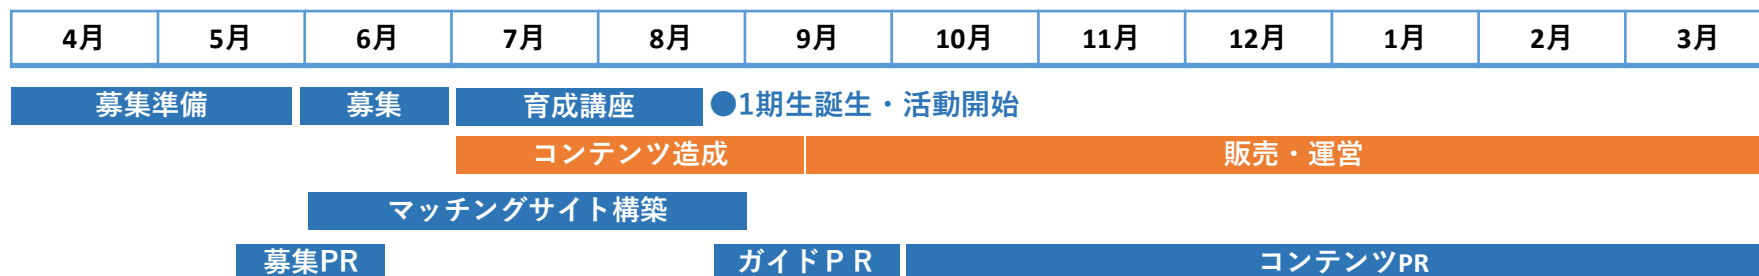 4月 5月 6月 7月 8月 9月 10月 11月 12月 1月 2月 3月
募集準備 募集 育成講座 ●1期生誕生・活動開始
コンテンツ造成 販売・運営
マッチングサイト構築
募集PR ガイドＰＲ コンテンツPR